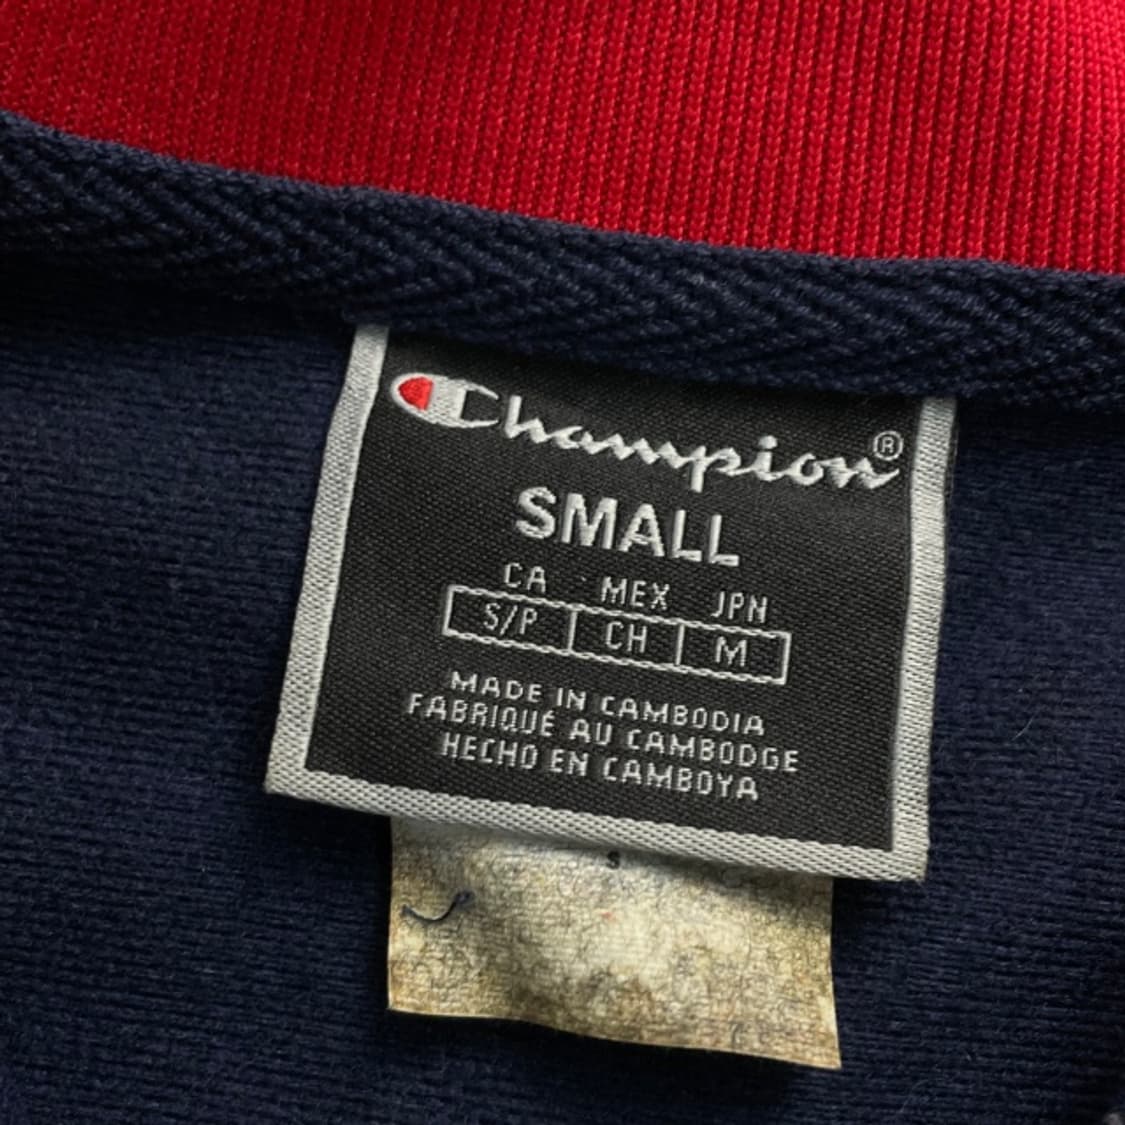 Champion®
SMALL
CA MEX JPN
S/P CH M
MADE IN CAMBODIA
FABRIQUÉ AU CAMBODGE
HECHO EN CAMBOYA
S